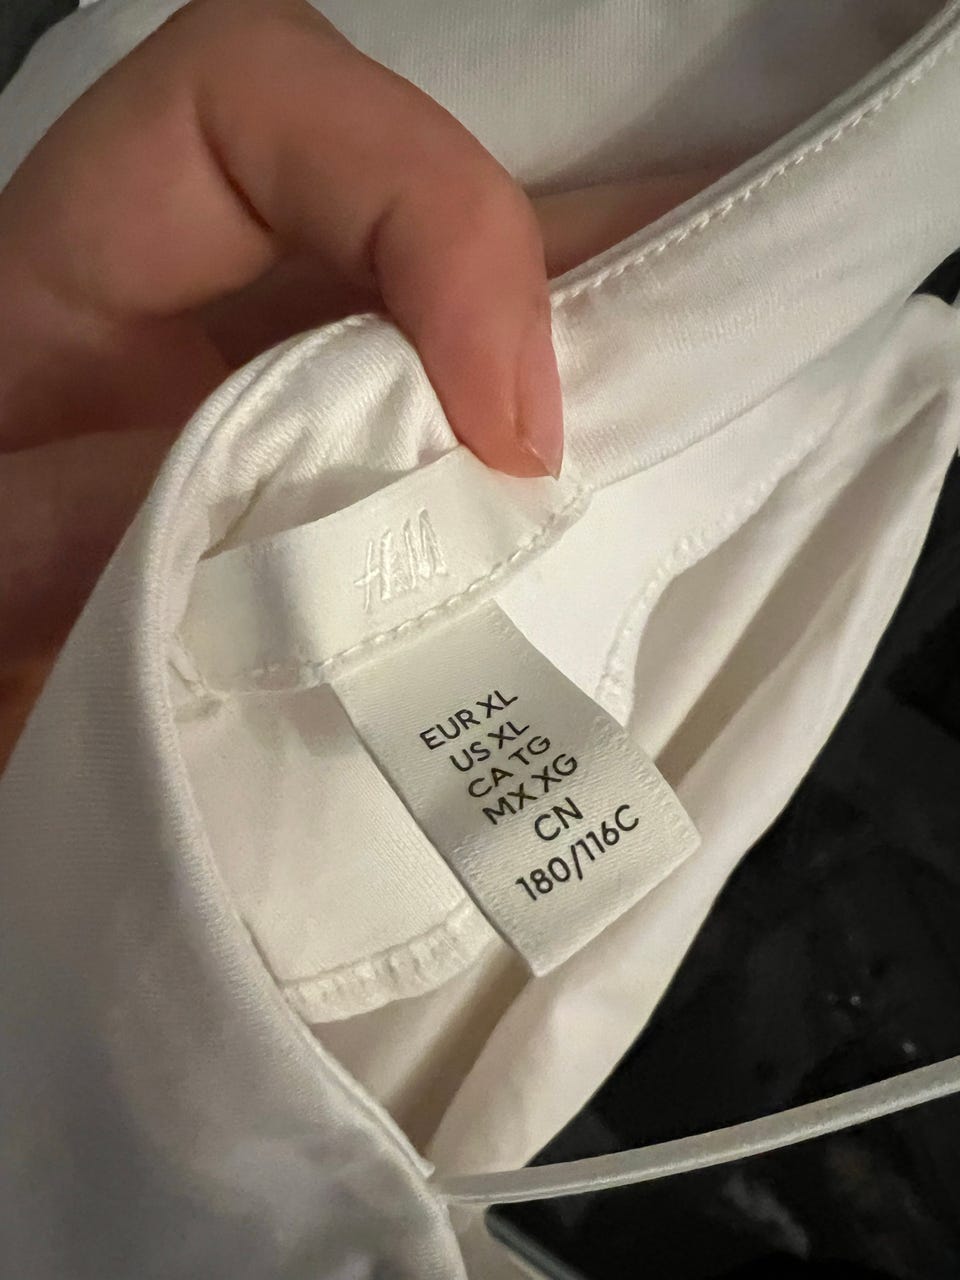 H&M
EUR XL
US XL
CA TG
MX XG
CN
180/116C